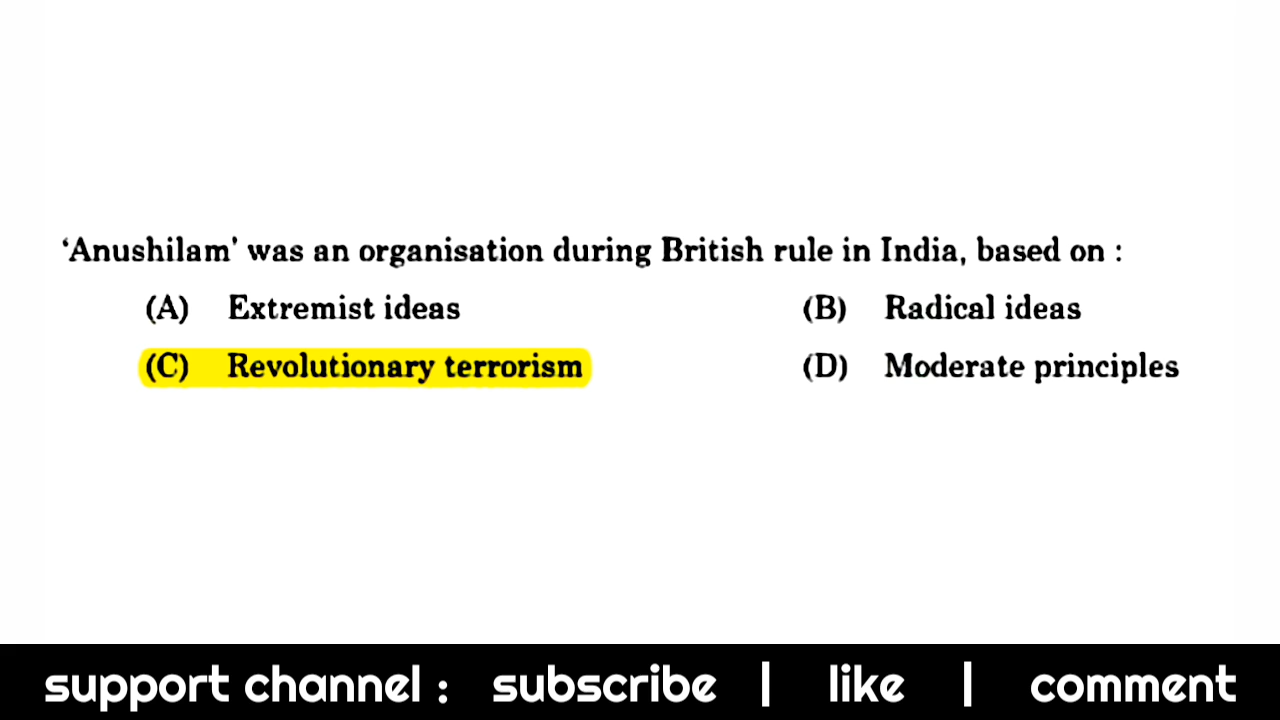 ‘Anushilam' was an organisation during British rule in India, based on :
(A) Extremist ideas (B) Radical ideas
(C) Revolutionary terrorism (D) Moderate principles
support channel : subscribe | like | comment